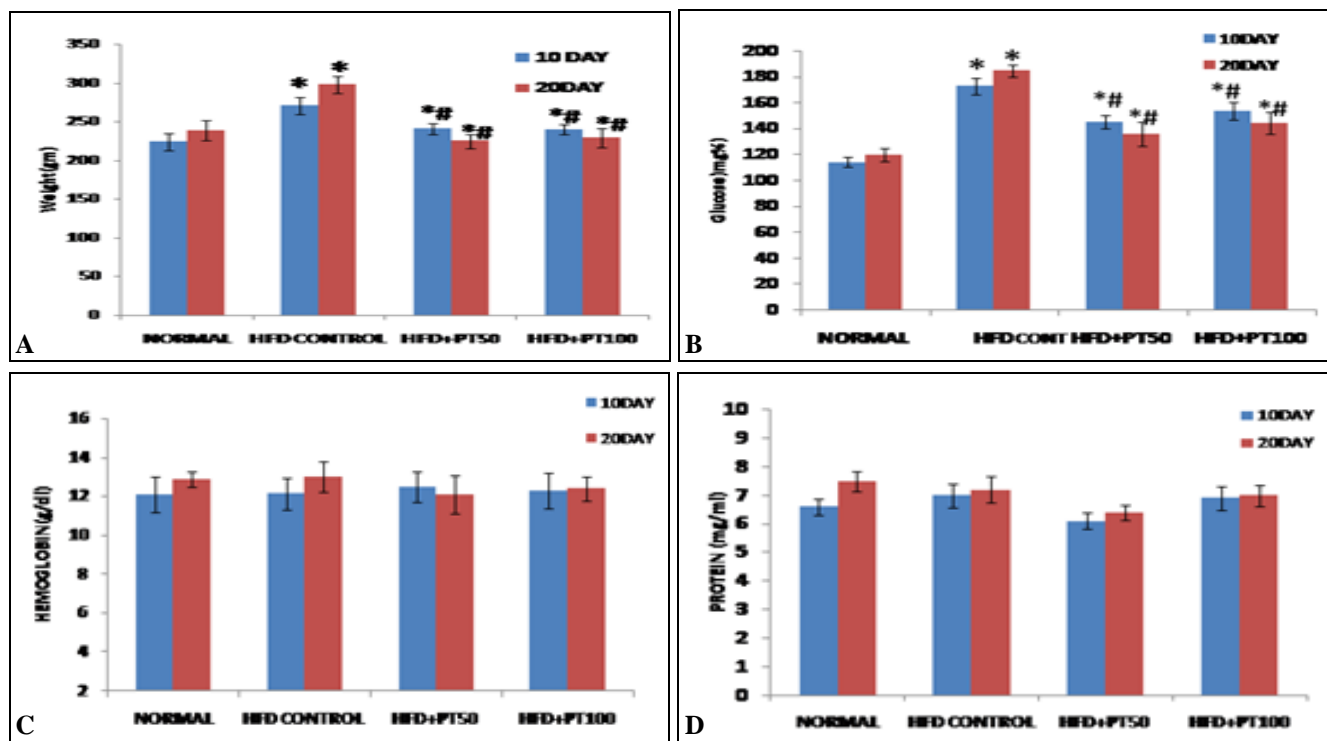 350
300
250
200
150
100
50
0
Weight(gm)
10 DAY
20DAY
*
*
*#
*#
*#
*#
NORMAL HFD CONTROL HFD+PT50 HFD+PT100
A
200
180
160
140
120
100
80
60
40
20
0
Glucose)mg%)
10DAY
20DAY
*
*
*#
*#
*#
*#
NORMAL HFD CONT HFD+PT50 HFD+PT100
B
16
14
12
10
8
6
4
2
HEMOGLOBIN(g/dl)
10DAY
20DAY
NORMAL HFD CONTROL HFD+PT50 HFD+PT100
C
10
9
8
7
6
5
4
3
2
1
0
PROTEIN (mg/ml)
10DAY
20DAY
NORMAL HFD CONTROL HFD+PT50 HFD+PT100
D